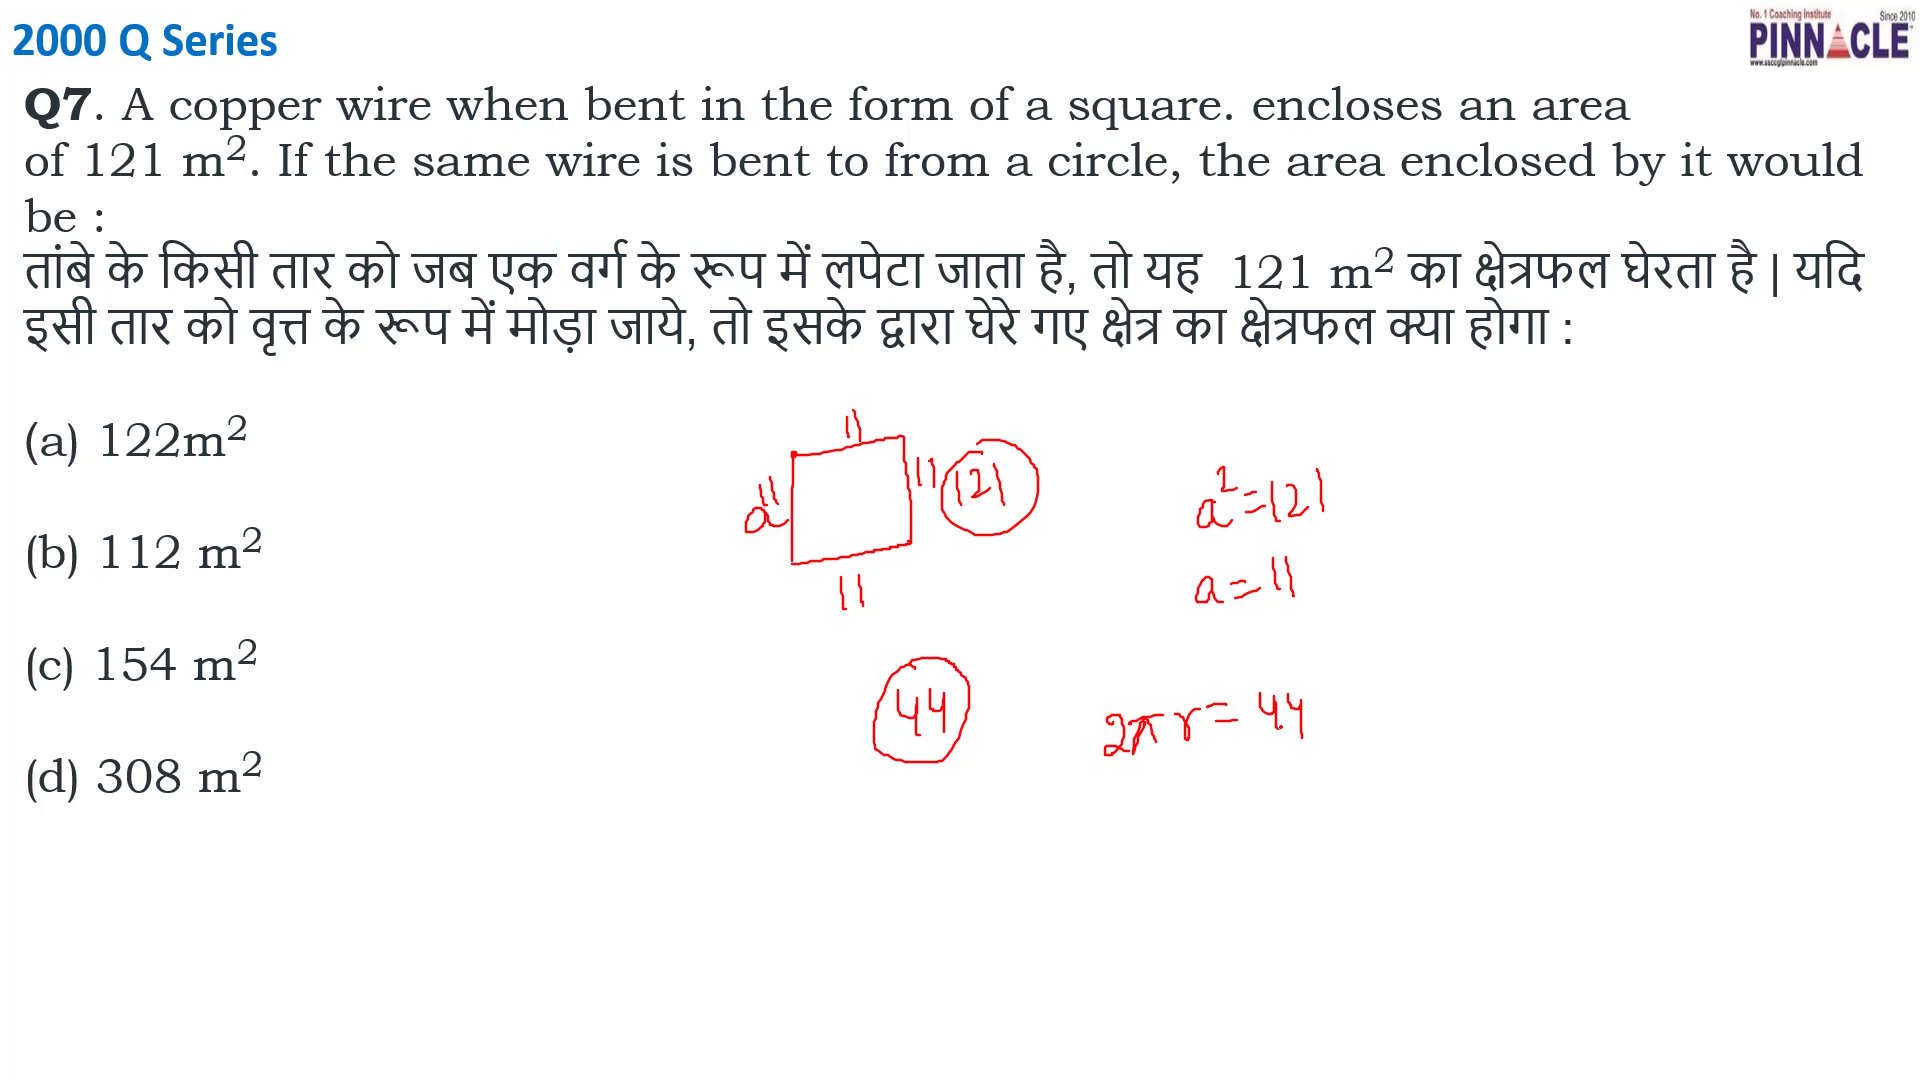 2000 Q Series
No. 1 Coaching Institute Since 2010
PINNACLE
www.ssccglpinnacle.com
Q7. A copper wire when bent in the form of a square. encloses an area
of 121 m². If the same wire is bent to from a circle, the area enclosed by it would
be :
तांबे के किसी तार को जब एक वर्ग के रूप में लपेटा जाता है, तो यह 121 m² का क्षेत्रफल घेरता है | यदि
इसी तार को वृत्त के रूप में मोड़ा जाये, तो इसके द्वारा घेरे गए क्षेत्र का क्षेत्रफल क्या होगा :
(a) 122m²
(b) 112 m²
(c) 154 m²
(d) 308 m²
11
11
a
11
121
11
a²=121
a=11
44
2πr=44